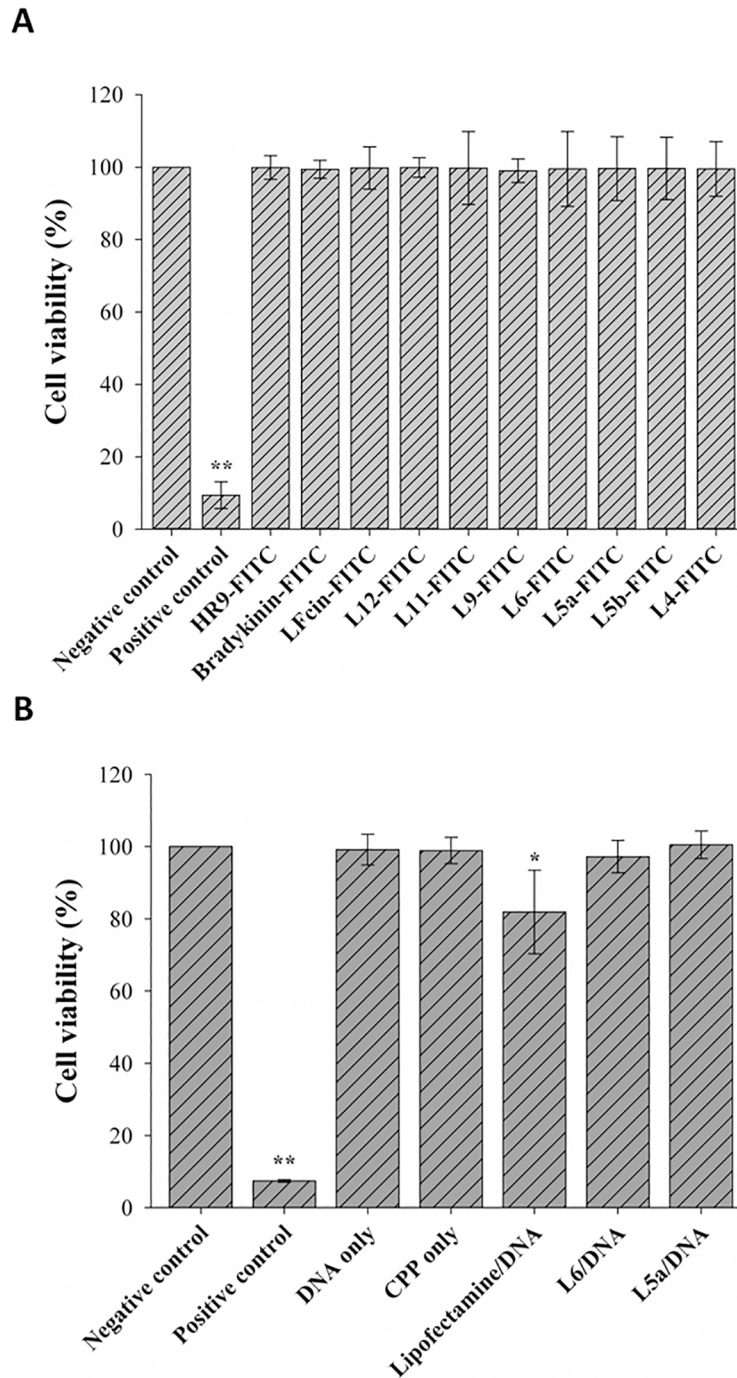 A
120
100
80
60
40
20
0
Cell viability (%)
**
Negative control
Positive control
HR9-FITC
Bradykinin-FITC
LFcin-FITC
L12-FITC
L11-FITC
L9-FITC
L6-FITC
L5a-FITC
L5b-FITC
L4-FITC
B
120
100
80
60
40
20
0
Cell viability (%)
**
*
Negative control
Positive control
DNA only
CPP only
Lipofectamine/DNA
L6/DNA
L5a/DNA